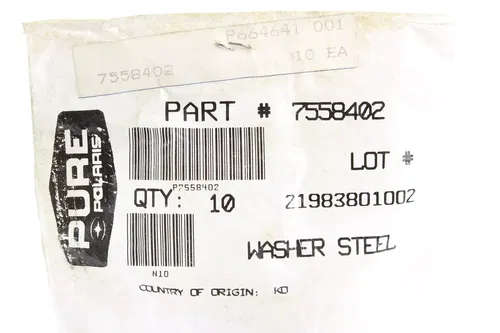 P664641 001
7558402
10 EA
PURE
POLARIS
PART # 7558402
P7558402
LOT #
QTY: 10
21983801002
WASHER STEEL
N10
COUNTRY OF ORIGIN: KO